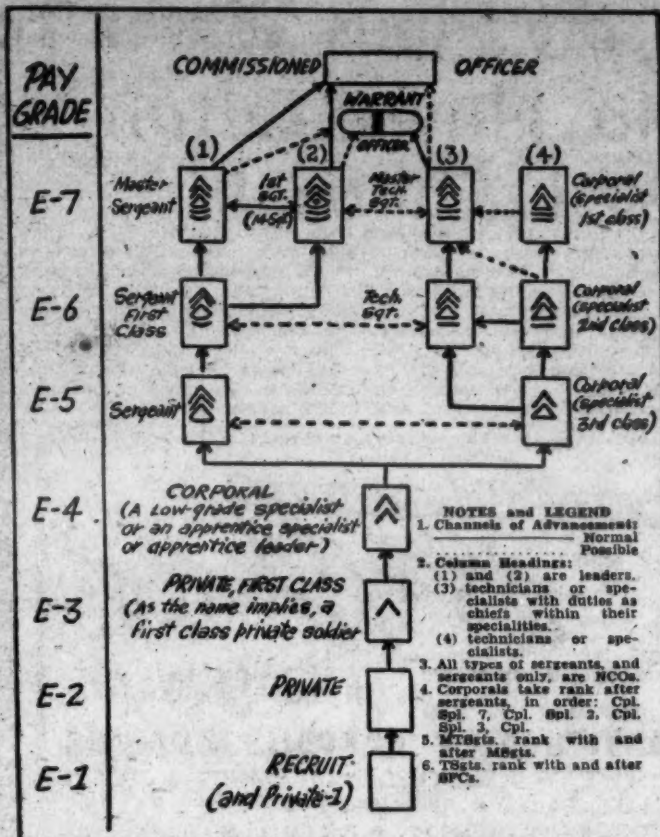 COMMISSIONED OFFICER
PAY
GRADE
WARRANT
OFFICER
(1) (2) (3) (4)
E-7
Master
Sergeant
1st
SGT.
(M-Sgt)
Master
Tech.
Sgt.
Corporal
(specialist
1st class)
E-6
Sergeant
First
Class
Tech.
Sgt.
Corporal
(specialist
2nd class)
E-5
Sergeant
Corporal
(specialist
3rd class)
E-4
CORPORAL
(A Low-grade specialist
or an apprentice specialist
or apprentice leader)
E-3
PRIVATE, FIRST CLASS
(As the name implies, a
first class private soldier
E-2
PRIVATE
E-1
RECRUIT
(and Private-1)
NOTES and LEGEND
1. Channels of Advancement:
Normal
Possible
2. Column Headings:
(1) and (2) are leaders.
(3) technicians or spe-
cialists with duties as
chiefs within their
specialities.
(4) technicians or spe-
cialists.
3. All types of sergeants, and
sergeants only, are NCOs.
4. Corporals take rank after
sergeants, in order: Cpl.
Spl. 7, Cpl. Spl. 2, Cpl.
Spl. 3, Cpl.
5. MTSgts. rank with and
after MSgts.
6. TSgts. rank with and after
SFCs.